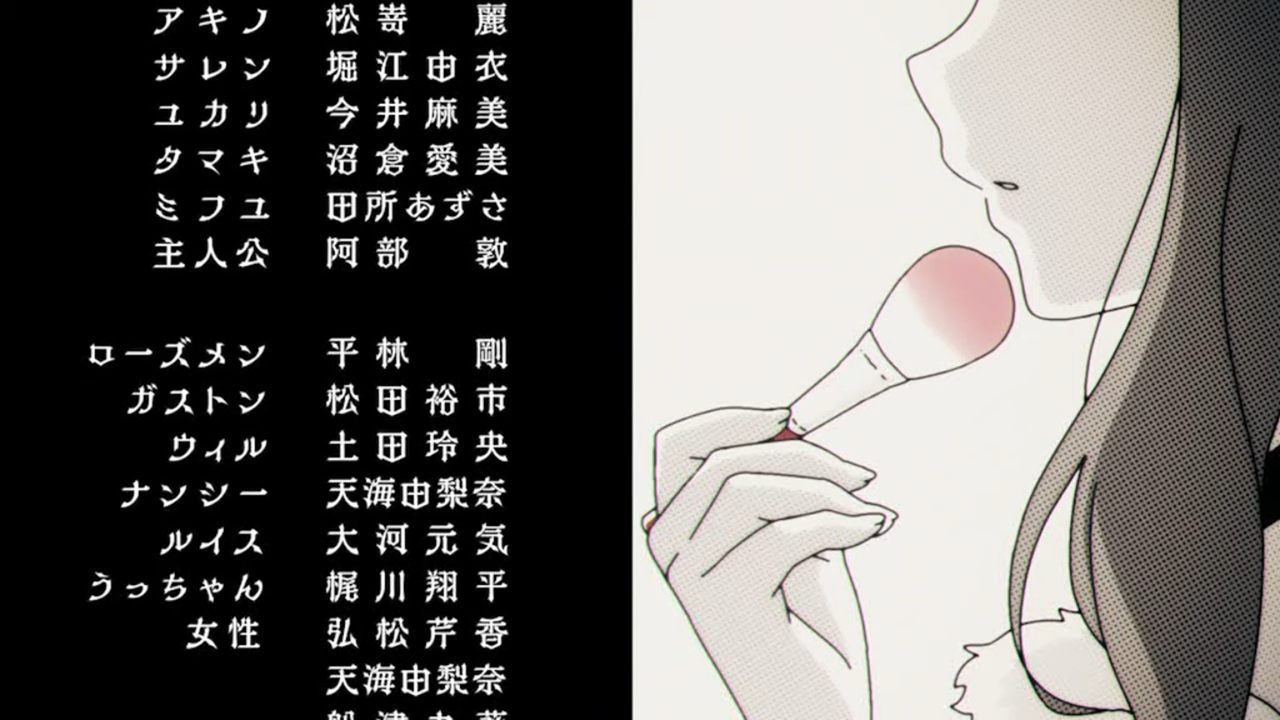 アキノ 松嵜 麗
サレン 堀江由衣
ユカリ 今井麻美
タマキ 沼倉愛美
ミフユ 田所あずさ
主人公 阿部 敦
ローズメン 平林 剛
ガストン 松田裕市
ウィル 土田玲央
ナンシー 天海由梨奈
ルイス 大河元気
うっちゃん 梶川翔平
女性 弘松芹香
天海由梨奈